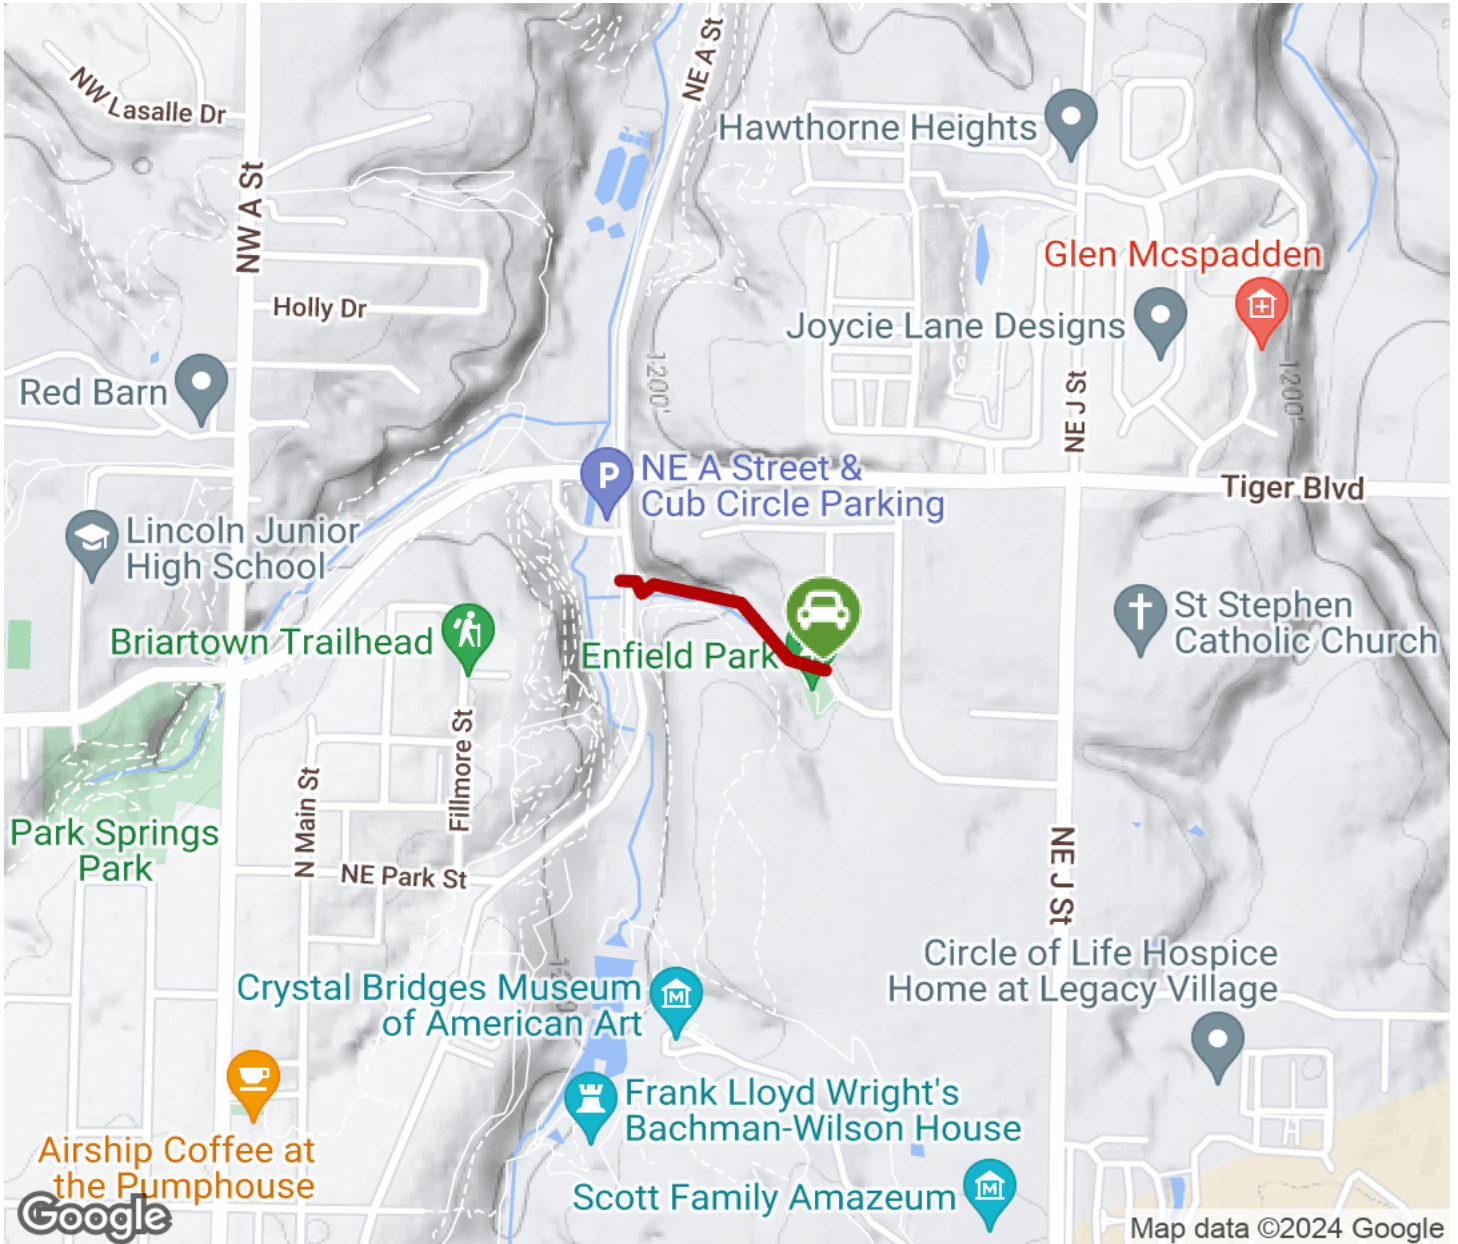 NW Lasalle Dr
NE A St
Hawthorne Heights
NW A St
Glen Mcspadden
Holly Dr
Joycie Lane Designs
1200'
1200'
Red Barn
NE J St
NE A Street &
Cub Circle Parking
Tiger Blvd
Lincoln Junior
High School
St Stephen
Catholic Church
Briartown Trailhead
Enfield Park
Fillmore St
N Main St
Park Springs
Park
NE Park St
NE J St
Circle of Life Hospice
Home at Legacy Village
Crystal Bridges Museum
of American Art
Frank Lloyd Wright's
Bachman-Wilson House
Airship Coffee at
the Pumphouse
Scott Family Amazeum
Google
Map data ©2024 Google